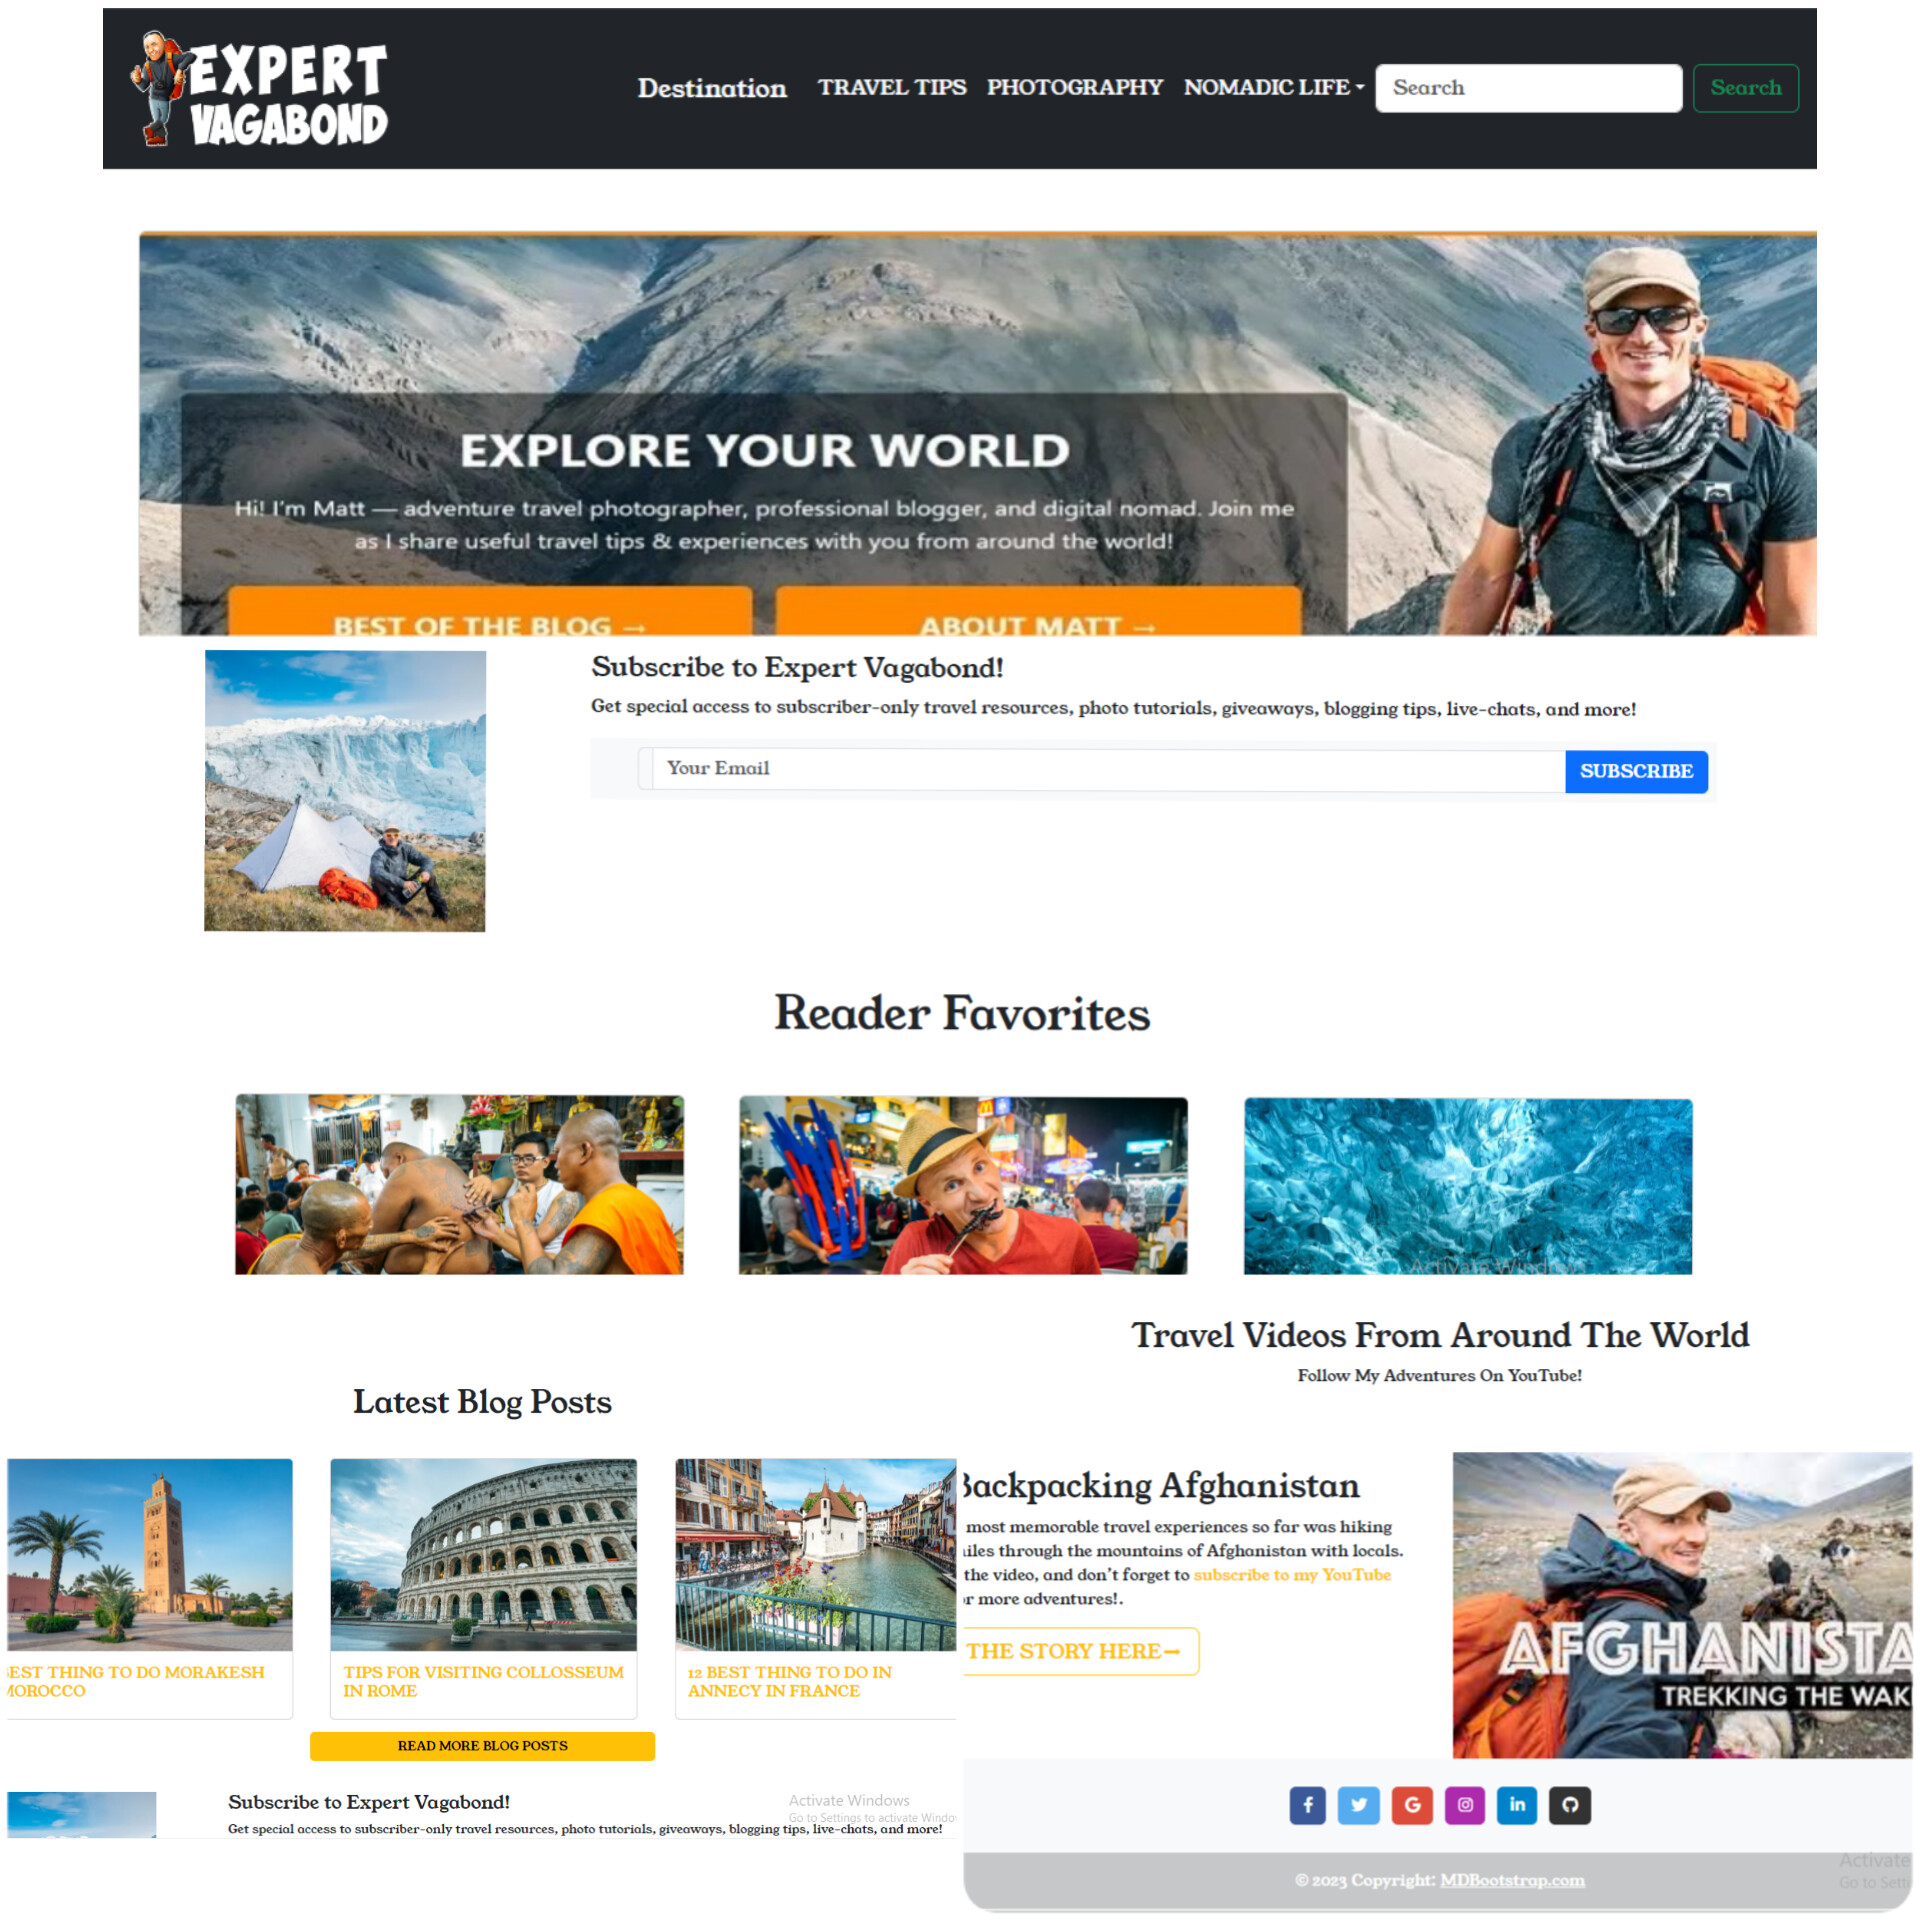 EXPERT
VAGABOND
Destination TRAVEL TIPS PHOTOGRAPHY NOMADIC LIFE Search Search
EXPLORE YOUR WORLD
Hi! I'm Matt — adventure travel photographer, professional blogger, and digital nomad. Join me
as I share useful travel tips & experiences with you from around the world!
BEST OF THE BLOG → ABOUT MATT →
Subscribe to Expert Vagabond!
Get special access to subscriber-only travel resources, photo tutorials, giveaways, blogging tips, live-chats, and more!
Your Email SUBSCRIBE
Reader Favorites
Activate Windows
Latest Blog Posts
EST THING TO DO MORAKESH
MOROCCO
TIPS FOR VISITING COLLOSSEUM
IN ROME
12 BEST THING TO DO IN
ANNECY IN FRANCE
READ MORE BLOG POSTS
Subscribe to Expert Vagabond!
Get special access to subscriber-only travel resources, photo tutorials, giveaways, blogging tips, live-chats, and more!
Activate Windows
Go to Settings to activate Windo
Travel Videos From Around The World
Follow My Adventures On YouTube!
Backpacking Afghanistan
most memorable travel experiences so far was hiking
iles through the mountains of Afghanistan with locals.
the video, and don't forget to subscribe to my YouTube
r more adventures!.
THE STORY HERE→
AFGHANISTA
TREKKING THE WAK
f G in
© 2023 Copyright: MDBootstrap.com
Activate
Go to Setti